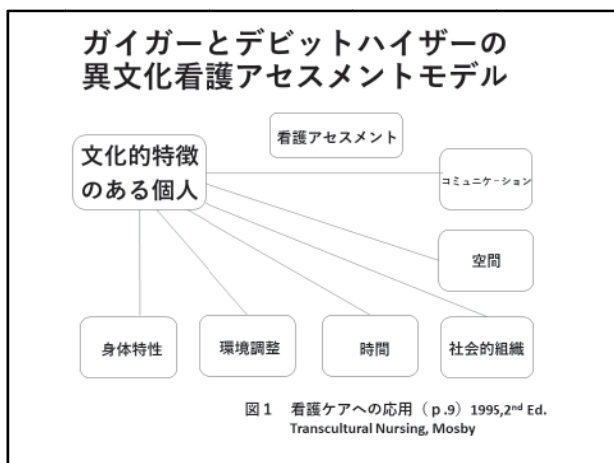 ガイガーとデビットハイザーの
異文化看護アセスメントモデル
看護アセスメント
文化的特徴
のある個人
コミュニケーション
空間
身体特性
環境調整
時間
社会的組織
図1 看護ケアへの応用(p.9)1995,2nd Ed.
Transcultural Nursing, Mosby